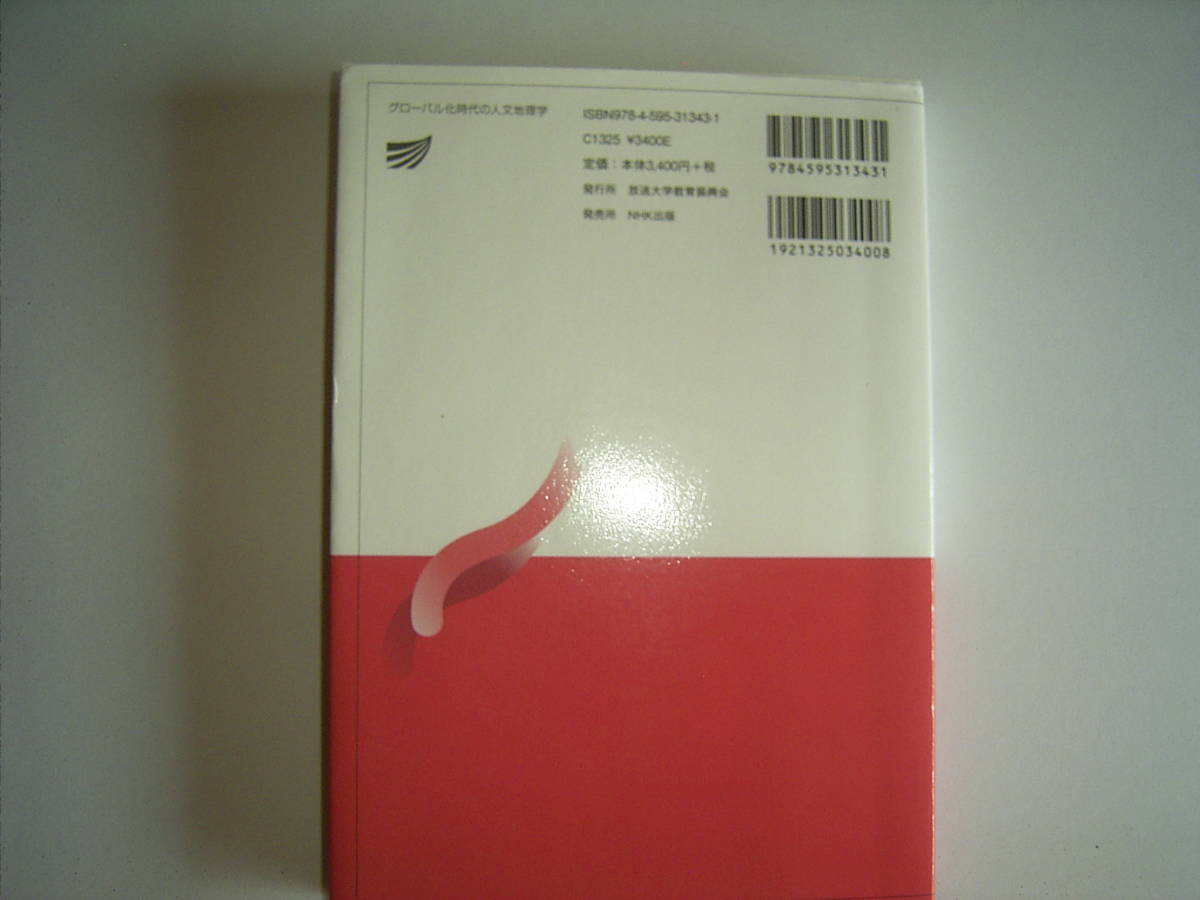 グローバル化時代の人文地理学
ISBN978-4-595-31343-1
C1325 ¥3400E
定価：本体3,400円＋税
発行所　放送大学教育振興会
発売所　NHK出版
9784595313431
1921325034008